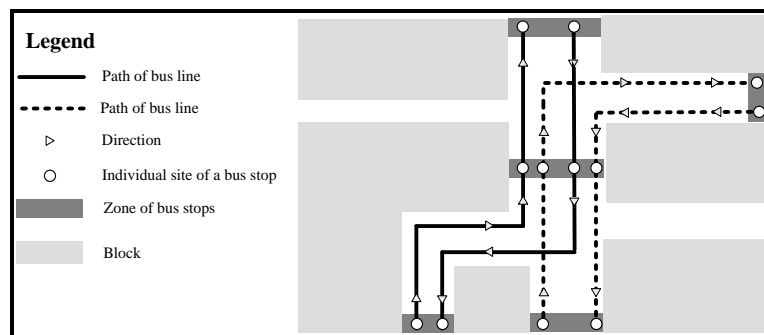 Legend
Path of bus line
Path of bus line
Direction
Individual site of a bus stop
Zone of bus stops
Block